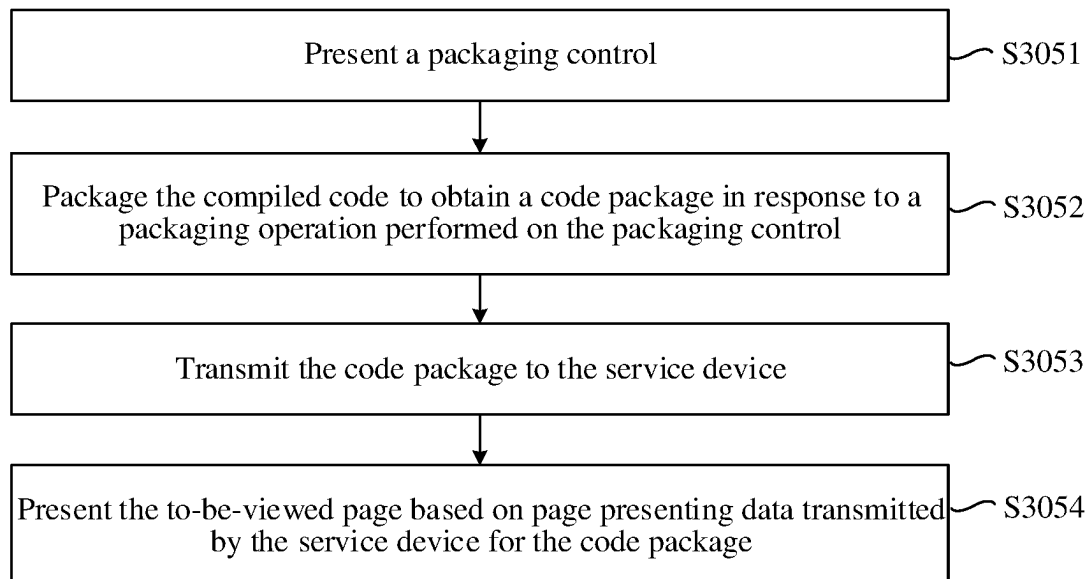 Present a packaging control
S3051
Package the compiled code to obtain a code package in response to a
packaging operation performed on the packaging control
S3052
Transmit the code package to the service device
S3053
Present the to-be-viewed page based on page presenting data transmitted
by the service device for the code package
S3054